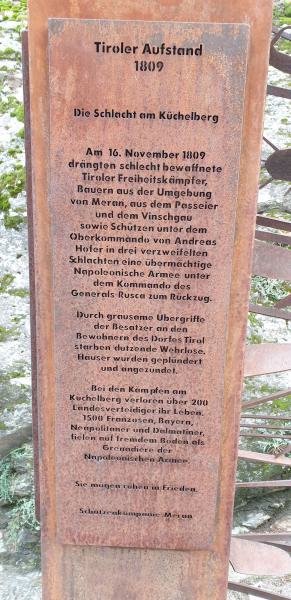 Tiroler Aufstand
1809
Die Schlacht am Küchelberg
Am 16. November 1809
drängten schlecht bewaffnete
Tiroler Freiheitskämpfer,
Bauern aus der Umgebung
von Meran, aus dem Passeier
und dem Vinschgau
sowie Schützen unter dem
Oberkommando von Andreas
Hofer in drei verzweifelten
Schlachten eine übermächtige
Napoleonische Armee unter
dem Kommando des
Generals Rusca zum Rückzug.
Durch grausame Übergriffe
der Besatzer an den
Bewohnern des Dorfes Tirol
starben dutzende Wehrlose.
Häuser wurden geplündert
und angezündet.
Bei den Kämpfen am
Küchelberg verloren über 200
Landesverteidiger ihr Leben.
1500 Franzosen, Bayern,
Neapolitaner und Dalmatiner,
fielen auf fremdem Boden als
Grenadiere der
Napoleonischen Armee.
Sie mögen ruhen in Frieden.
Schützenkompanie Meran